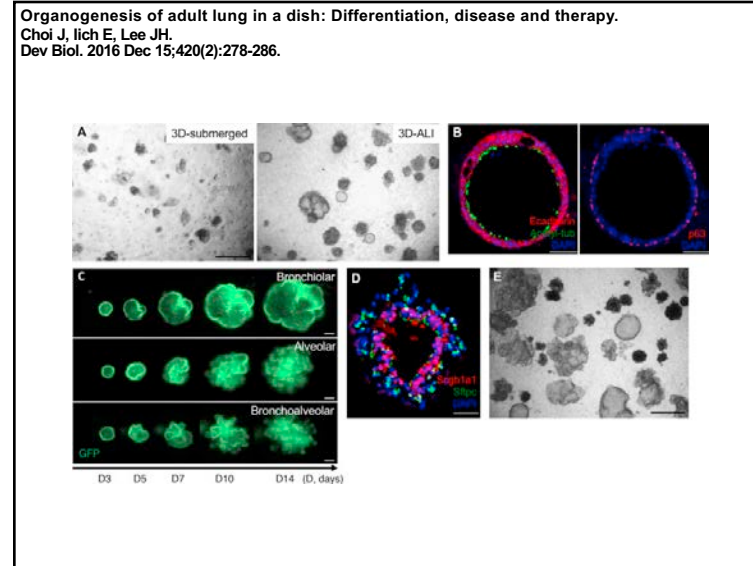 Organogenesis of adult lung in a dish: Differentiation, disease and therapy.
Choi J, Iich E, Lee JH.
Dev Biol. 2016 Dec 15;420(2):278-286.
A
3D-submerged
3D-ALI
B
Ecadherin
Acetyl-tub
DAPI
p63
DAPI
C
Bronchiolar
Alveolar
Bronchoalveolar
GFP
D3 D5 D7 D10 D14 (D, days)
D
Scgb1a1
Sftpc
DAPI
E